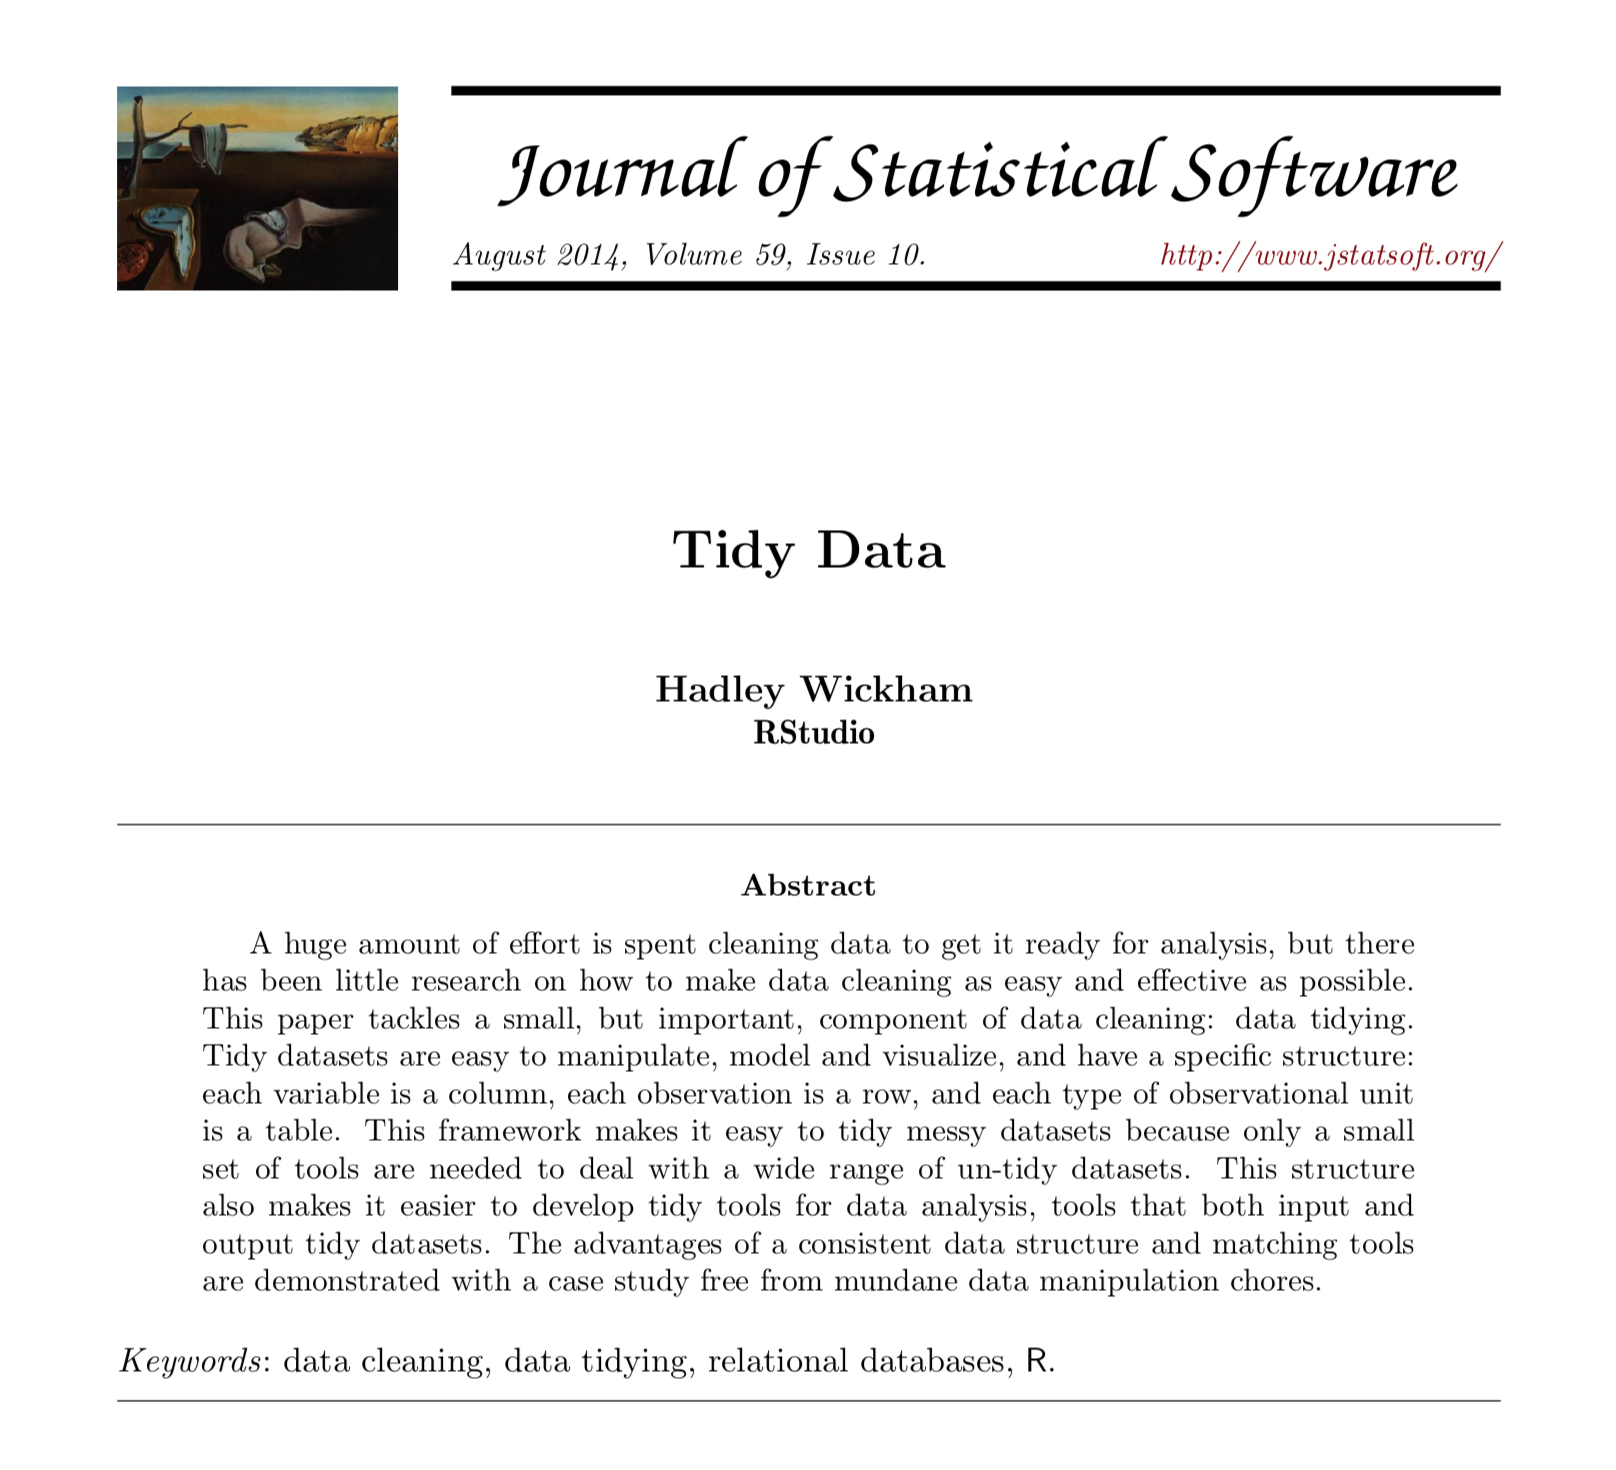 Journal of Statistical Software
August 2014, Volume 59, Issue 10.
http://www.jstatsoft.org/
Tidy Data
Hadley Wickham
RStudio
Abstract
A huge amount of effort is spent cleaning data to get it ready for analysis, but there
has been little research on how to make data cleaning as easy and effective as possible.
This paper tackles a small, but important, component of data cleaning: data tidying.
Tidy datasets are easy to manipulate, model and visualize, and have a specific structure:
each variable is a column, each observation is a row, and each type of observational unit
is a table. This framework makes it easy to tidy messy datasets because only a small
set of tools are needed to deal with a wide range of un-tidy datasets. This structure
also makes it easier to develop tidy tools for data analysis, tools that both input and
output tidy datasets. The advantages of a consistent data structure and matching tools
are demonstrated with a case study free from mundane data manipulation chores.
Keywords: data cleaning, data tidying, relational databases, R.